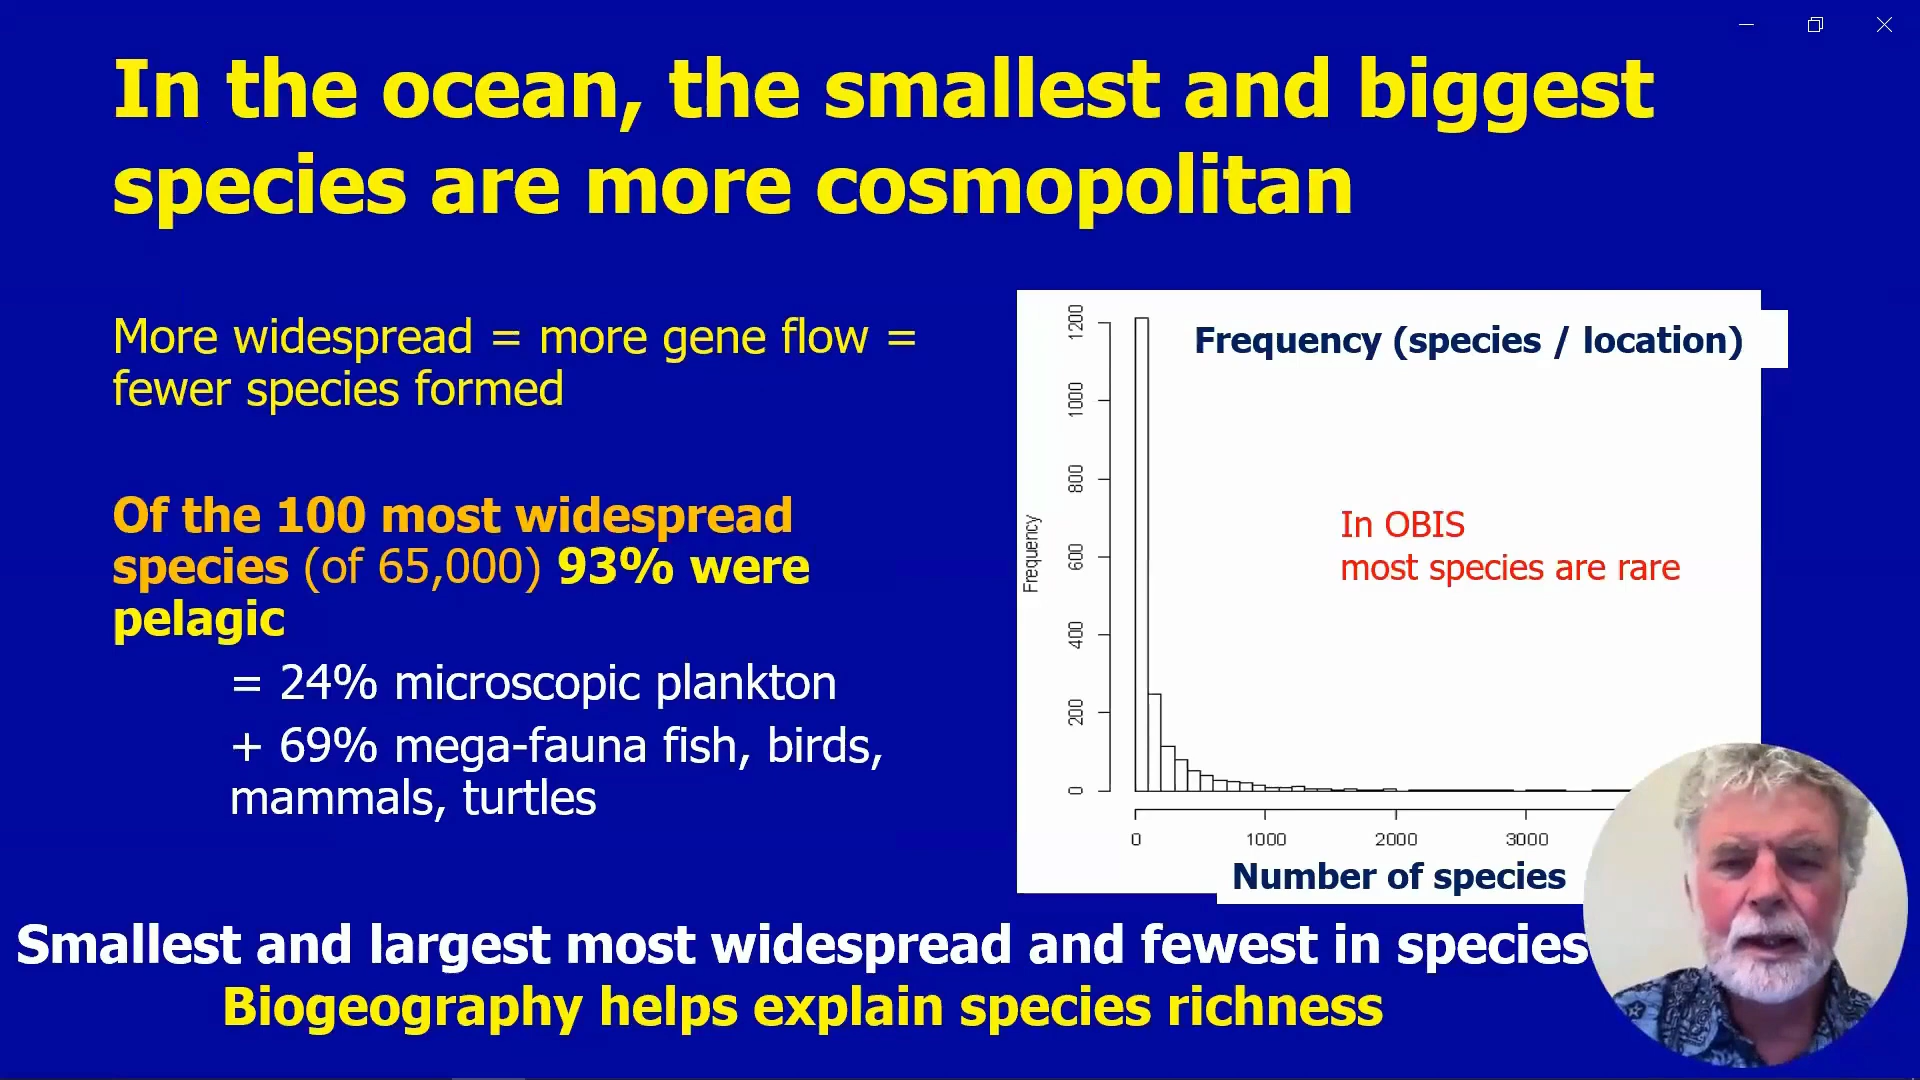 In the ocean, the smallest and biggest
species are more cosmopolitan
More widespread = more gene flow =
fewer species formed
Of the 100 most widespread
species (of 65,000) 93% were
pelagic
= 24% microscopic plankton
+ 69% mega-fauna fish, birds,
mammals, turtles
Frequency (species / location)
1200
1000
800
600
400
200
0
Frequency
In OBIS
most species are rare
0 1000 2000 3000
Number of species
Smallest and largest most widespread and fewest in species
Biogeography helps explain species richness